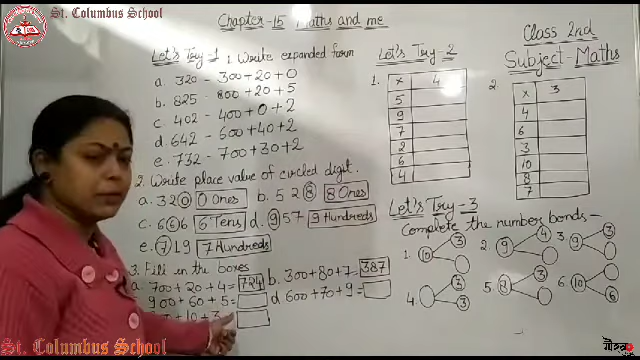 St. Columbus School
Chapter-15 Maths and me
Class 2nd
Subject-Maths
Let's Try-1 1. Write expanded form
a. 320 - 300+20+0
b. 825 - 800+20+5
c. 402 - 400+0+2
d. 642 - 600+40+2
e. 732 - 700+30+2
2. Write place value of circled digit.
a. 320 0 Ones b. 528 8 Ones
c. 666 6 Tens d. 957 9 Hundreds
e. 719 7 Hundreds
3. Fill in the boxes
a. 700+20+4= 724 b. 300+80+7= 387
900+60+5= d. 600+70+9=
+10+3
Let's Try-2
1.
x 4
5
9
7
2
6
4
2
x 3
4
6
3
10
8
7
Let's Try-3
Complete the number bonds-
1. 10 3
2. 9 4
3 9 3
4. 3 3
5. 3
6. 10 6
St. Columbus School